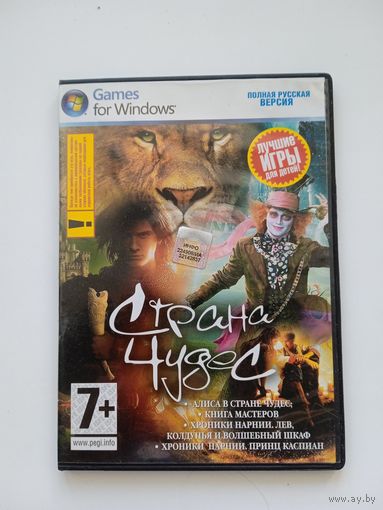 Games
for Windows®
ПОЛНАЯ РУССКАЯ
ВЕРСИЯ
ЛУЧШИЕ
ИГРЫ
для детей!
Страна
Чудес
• АЛИСА В СТРАНЕ ЧУДЕС;
• КНИГА МАСТЕРОВ
• ХРОНИКИ НАРНИИ. ЛЕВ,
КОЛДУНЬЯ И ВОЛШЕБНЫЙ ШКАФ
• ХРОНИКИ НАРНИИ. ПРИНЦ КАСПИАН
7+
www.pegi.info
www.ay.by